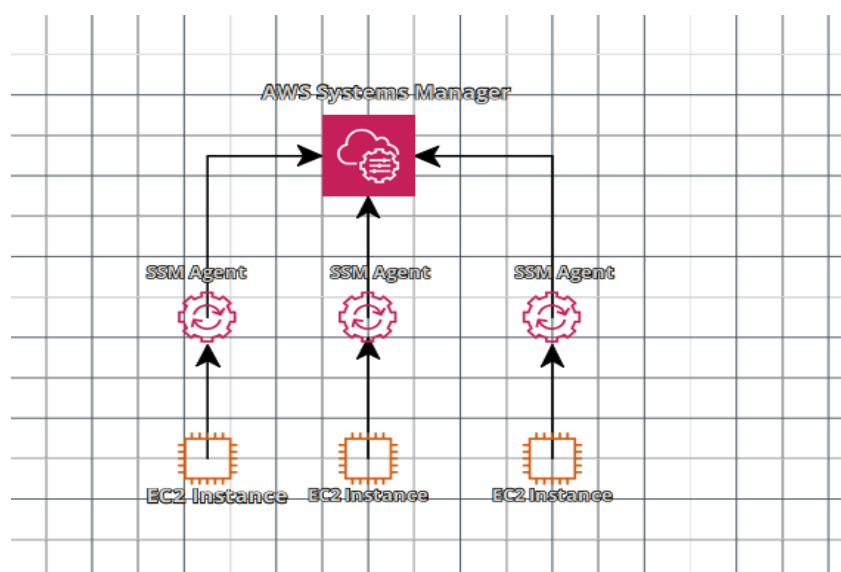 AWS Systems Manager
SSM Agent
SSM Agent
SSM Agent
EC2 Instance
EC2 Instance
EC2 Instance